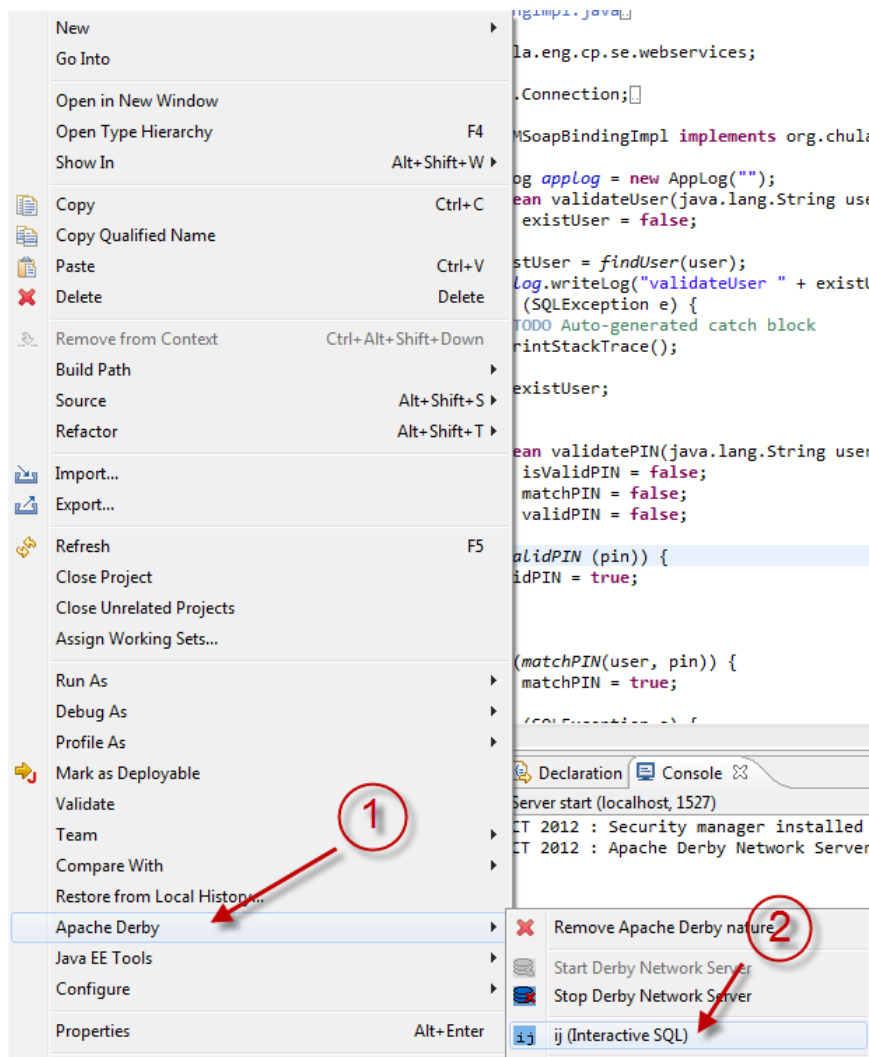 New
Go Into
Open in New Window
Open Type Hierarchy F4
Show In Alt+Shift+W
Copy Ctrl+C
Copy Qualified Name
Paste Ctrl+V
Delete Delete
Remove from Context Ctrl+Alt+Shift+Down
Build Path
Source Alt+Shift+S
Refactor Alt+Shift+T
Import...
Export...
Refresh F5
Close Project
Close Unrelated Projects
Assign Working Sets...
Run As
Debug As
Profile As
Mark as Deployable
Validate
Team
Compare With
Restore from Local History...
Apache Derby
Java EE Tools
Configure
Properties Alt+Enter
1
Remove Apache Derby nature
Start Derby Network Server
Stop Derby Network Server
ij ij (Interactive SQL)
2
ngImpl.java
la.eng.cp.se.webservices;
.Connection;
MSoapBindingImpl implements org.chula
og applog = new AppLog("");
ean validateUser(java.lang.String use
existUser = false;
stUser = findUser(user);
log.writeLog("validateUser " + existU
(SQLException e) {
TODO Auto-generated catch block
rintStackTrace();
existUser;
ean validatePIN(java.lang.String user
isValidPIN = false;
matchPIN = false;
validPIN = false;
alidPIN (pin)) {
idPIN = true;
(matchPIN(user, pin)) {
matchPIN = true;
(SQLException e) {
Declaration Console
Server start (localhost, 1527)
CT 2012 : Security manager installed
CT 2012 : Apache Derby Network Server